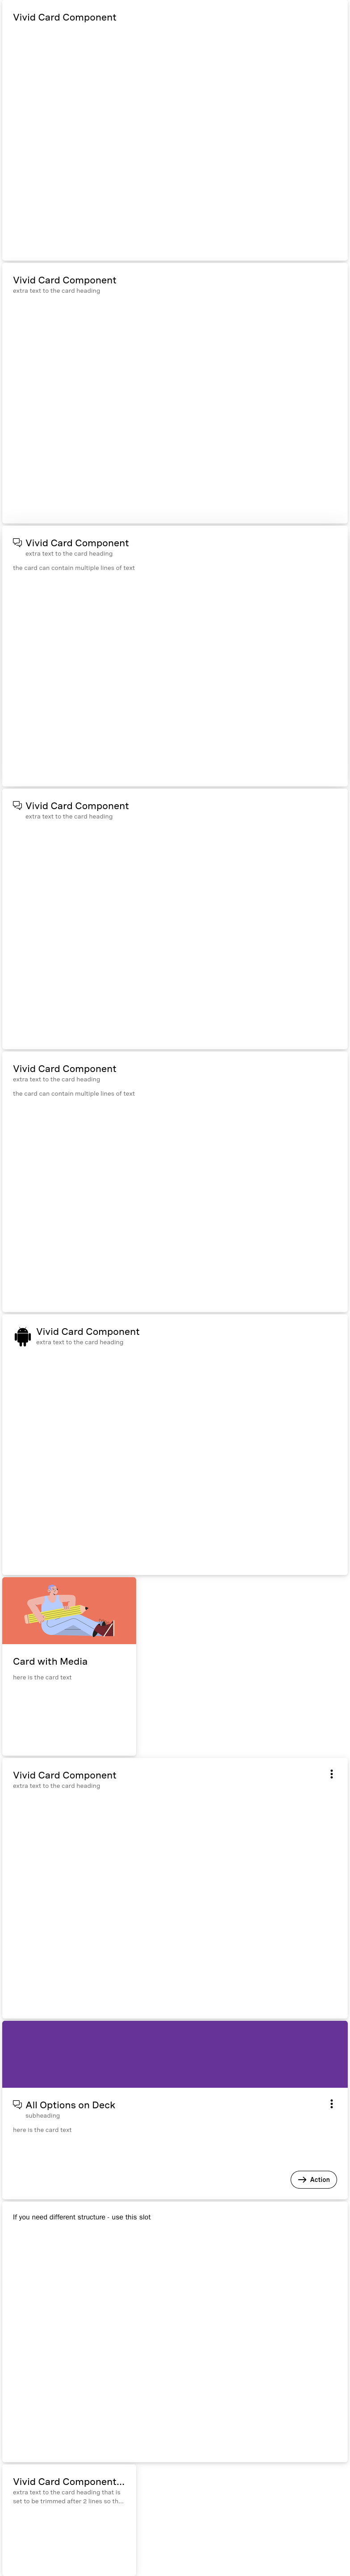 Vivid Card Component
Vivid Card Component
extra text to the card heading
Vivid Card Component
extra text to the card heading
the card can contain multiple lines of text
Vivid Card Component
extra text to the card heading
Vivid Card Component
extra text to the card heading
the card can contain multiple lines of text
Vivid Card Component
extra text to the card heading
Card with Media
here is the card text
Vivid Card Component
extra text to the card heading
All Options on Deck
subheading
here is the card text
Action
If you need different structure - use this slot
Vivid Card Component...
extra text to the card heading that is
set to be trimmed after 2 lines so th...